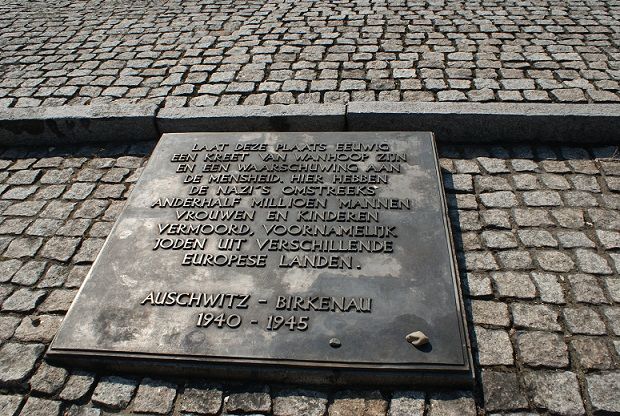 LAAT DEZE PLAATS EEUWIG
EEN KREET VAN WANHOOP ZIJN
EN EEN WAARSCHUWING AAN
DE MENSHEID. HIER HEBBEN
DE NAZI'S OMSTREEKS
ANDERHALF MILLIOEN MANNEN
VROUWEN EN KINDEREN
VERMOORD, VOORNAMELIJK
JODEN UIT VERSCHILLENDE
EUROPESE LANDEN.
AUSCHWITZ - BIRKENAU
1940 - 1945